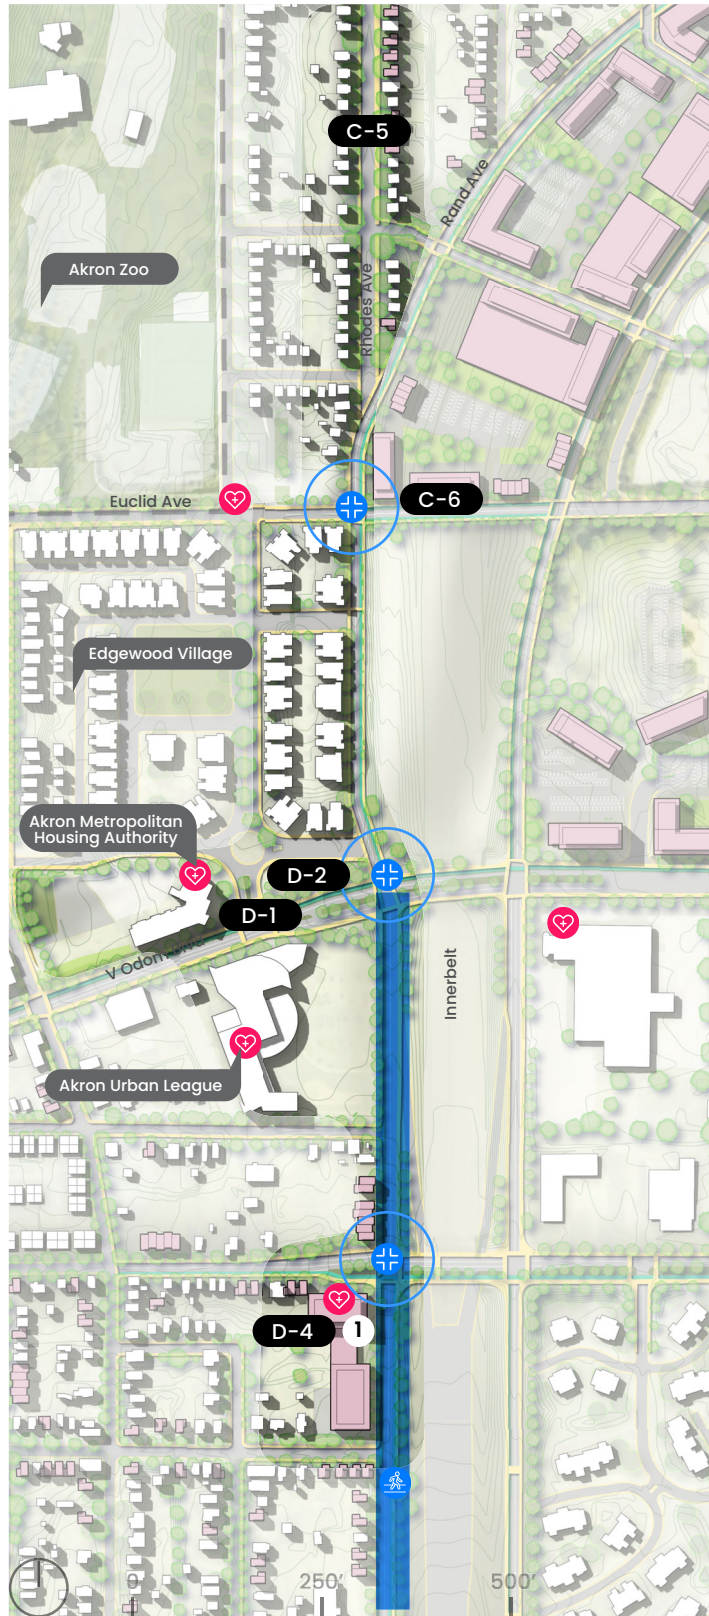 C-5
Rand Ave
Akron Zoo
Rhodes Ave
Euclid Ave
C-6
Edgewood Village
Akron Metropolitan
Housing Authority
D-2
D-1
V Odom
Innerbelt
Akron Urban League
D-4
1
0
250'
500'